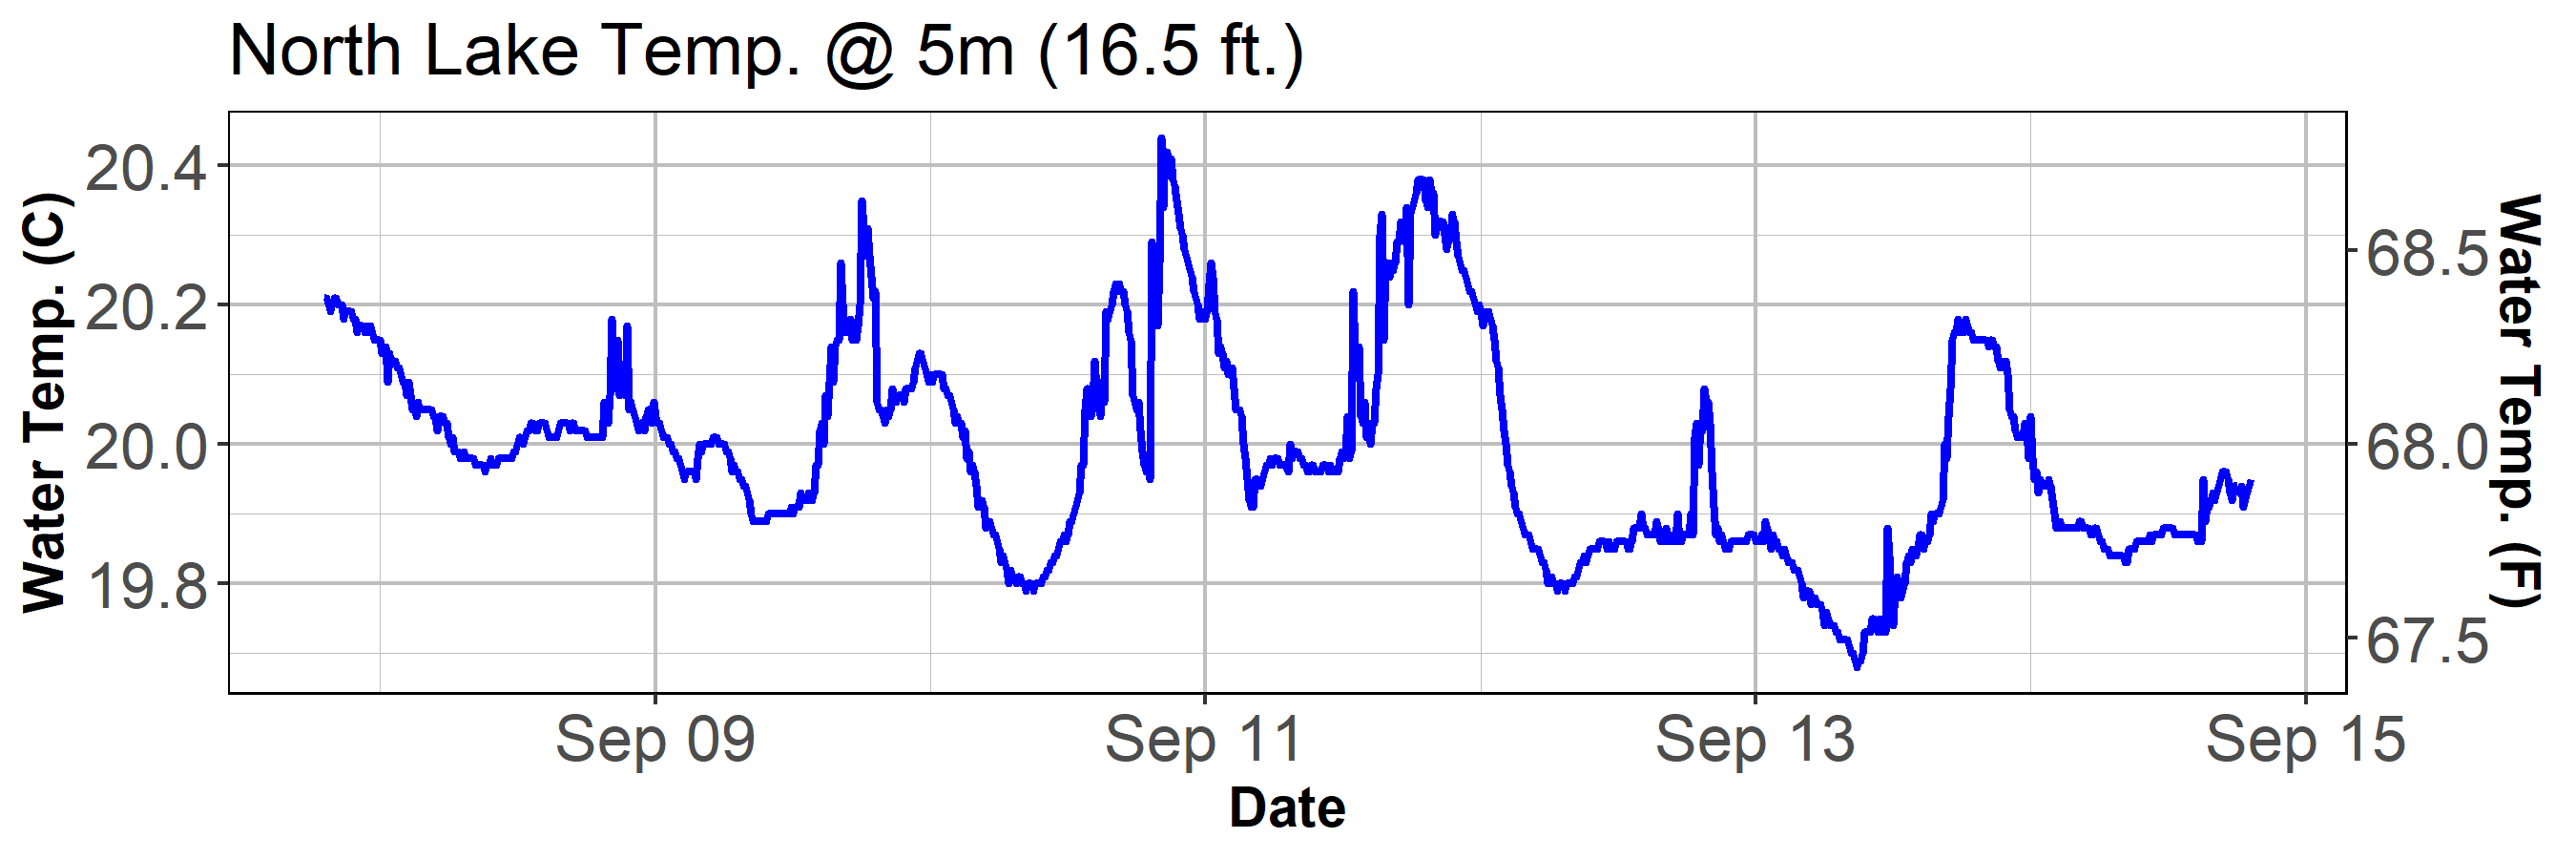 North Lake Temp. @ 5m (16.5 ft.)
Water Temp. (C)
20.4
20.2
20.0
19.8
68.5
68.0
67.5
Water Temp. (F)
Sep 09
Sep 11
Sep 13
Sep 15
Date